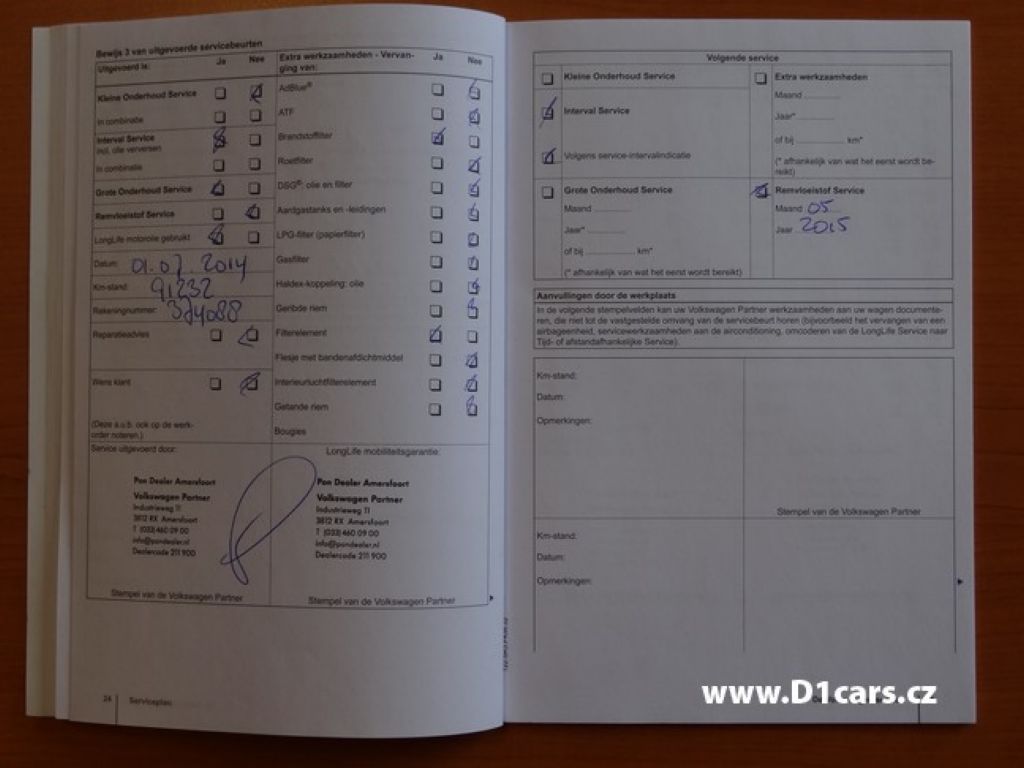 Bewijs 3 van uitgevoerde servicebeurten
Uitgevoerd is: Ja Nee
Kleine Onderhoud Service
In combinatie
Interval Service
incl. olie verversen
In combinatie
Grote Onderhoud Service
Remvloeistof Service
LongLife motorolie gebruikt
Datum: 01.07.2014
Km-stand: 91232
Rekeningnummer:
Reparatieadvies
Wens klant
(Deze a.u.b. ook op de werk-
order noteren.)
Extra werkzaamheden - Vervan-
ging van: Ja Nee
AdBlue®
ATF
Brandstoffilter
Roetfilter
DSG®: olie en filter
Aardgastanks en -leidingen
LPG-filter (papierfilter)
Gasfilter
Haldex-koppeling: olie
Geribde riem
Filterelement
Flesje met bandenafdichtmiddel
Interieurluchtfilterelement
Getande riem
Bougies
Service uitgevoerd door:
Pon Dealer Amersfoort
Volkswagen Partner
Industrieweg 11
3812 RX Amersfoort
T (033) 460 09 00
info@pondealer.nl
Dealercode 211 900
Stempel van de Volkswagen Partner
LongLife mobiliteitsgarantie:
Pon Dealer Amersfoort
Volkswagen Partner
Industrieweg 11
3812 RX Amersfoort
T (033) 460 09 00
info@pondealer.nl
Dealercode 211 900
Stempel van de Volkswagen Partner
24 Serviceplan
Volgende service
Kleine Onderhoud Service
Interval Service
Volgens service-intervalindicatie
Grote Onderhoud Service
Maand ............
Jaar* ............
of bij ............ km*
(* afhankelijk van wat het eerst wordt bereikt)
Extra werkzaamheden
Maand ............
Jaar* ............
of bij ............ km*
(* afhankelijk van wat het eerst wordt be-
reikt)
Remvloeistof Service
Maand 05
Jaar 2015
Aanvullingen door de werkplaats
In de volgende stempelvelden kan uw Volkswagen Partner werkzaamheden aan uw wagen documente-
ren, die niet tot de vastgestelde omvang van de servicebeurt horen (bijvoorbeeld het vervangen van een
airbageenheid, servicewerkzaamheden aan de airconditioning, omcoderen van de LongLife Service naar
Tijd- of afstandafhankelijke Service).
Km-stand:
Datum:
Opmerkingen:
Stempel van de Volkswagen Partner
Km-stand:
Datum:
Opmerkingen:
www.D1cars.cz